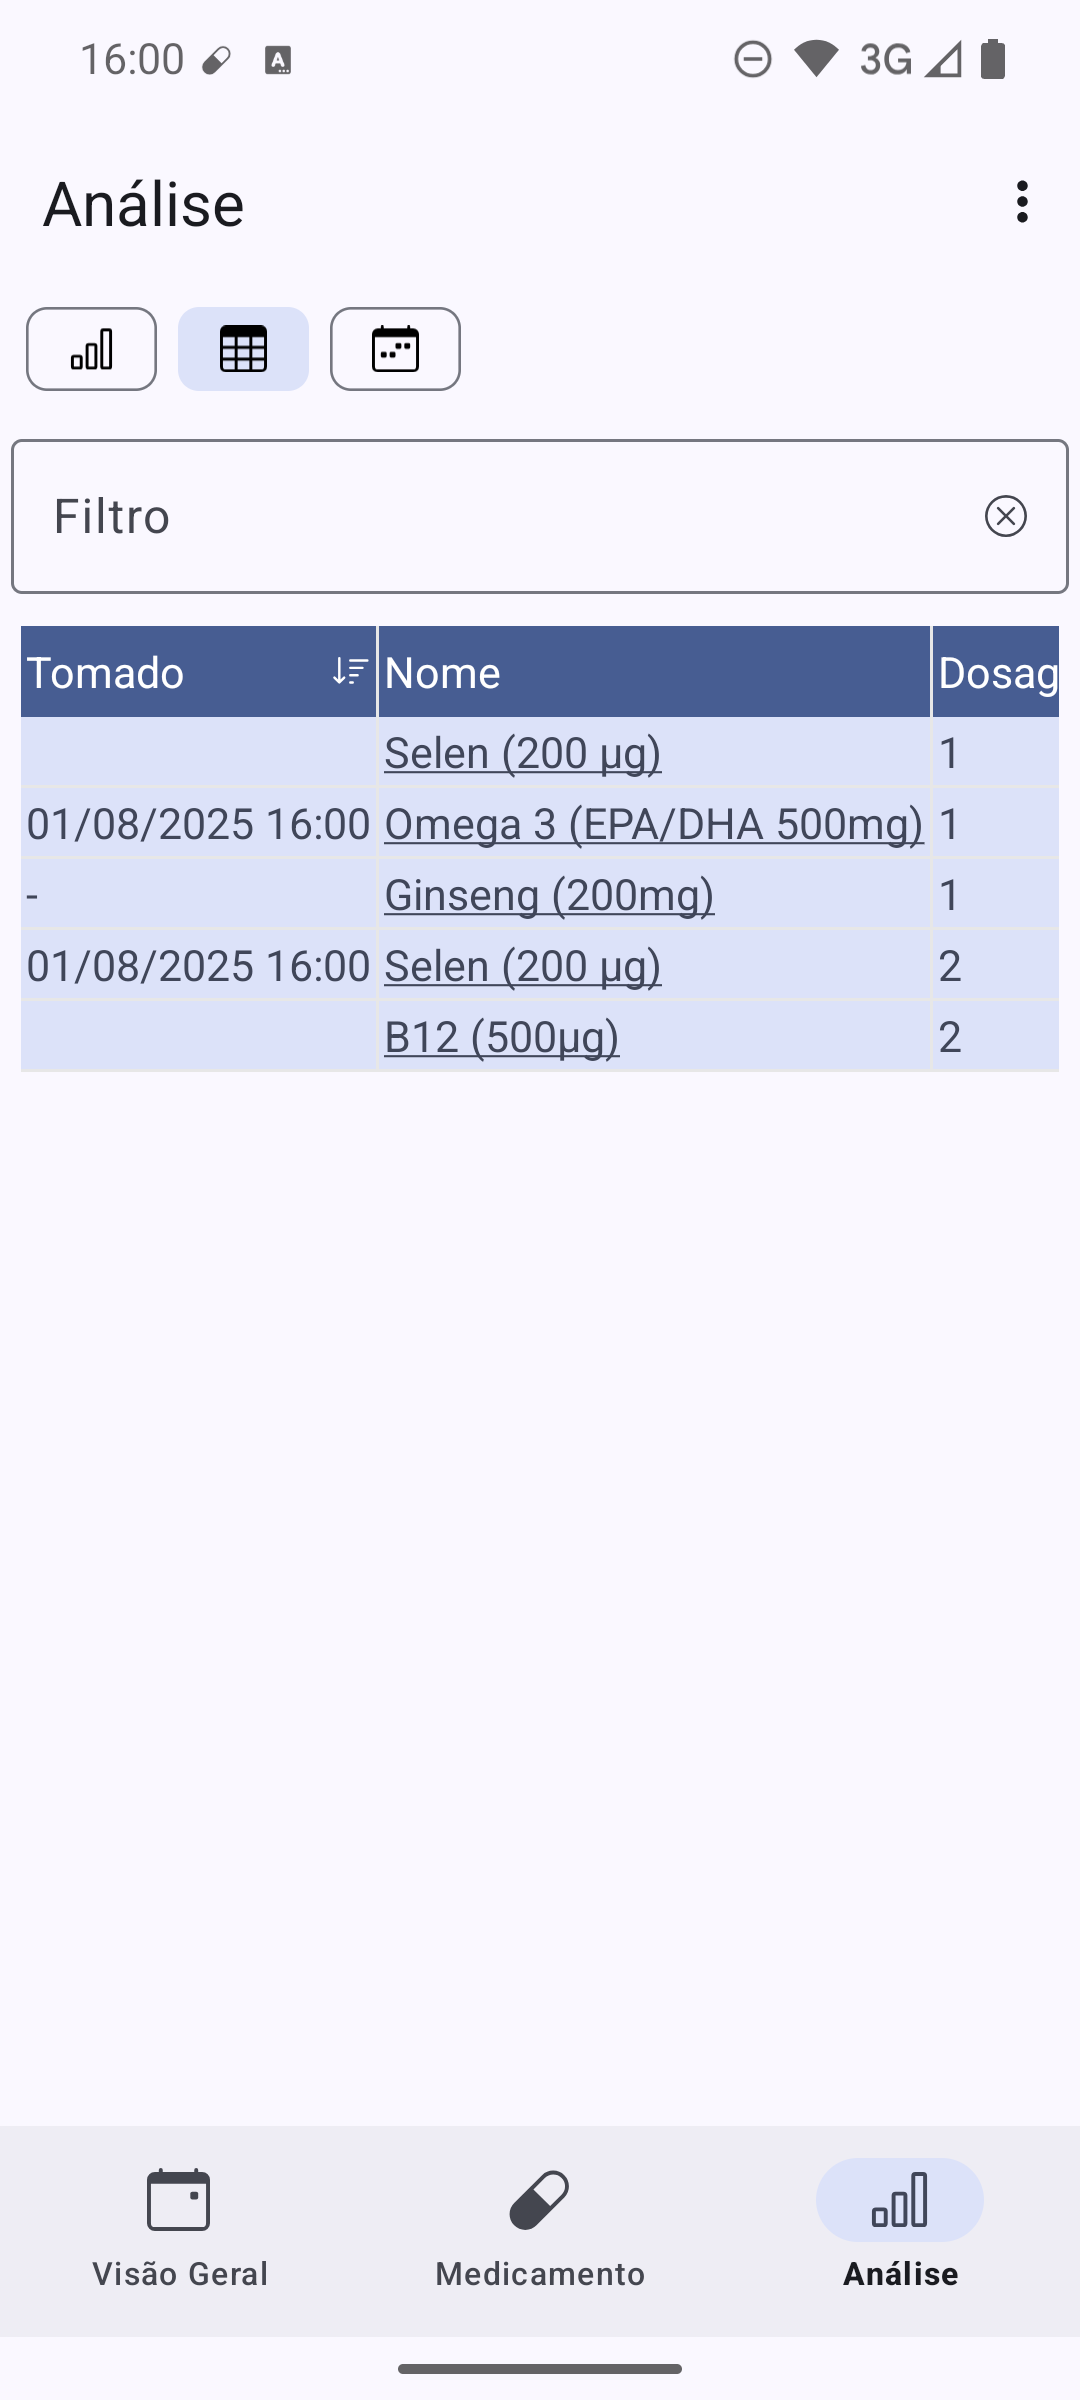 16:00 3G
Análise
Filtro
Tomado Nome Dosag
Selen (200 µg) 1
01/08/2025 16:00 Omega 3 (EPA/DHA 500mg) 1
- Ginseng (200mg) 1
01/08/2025 16:00 Selen (200 µg) 2
B12 (500µg) 2
Visão Geral Medicamento Análise